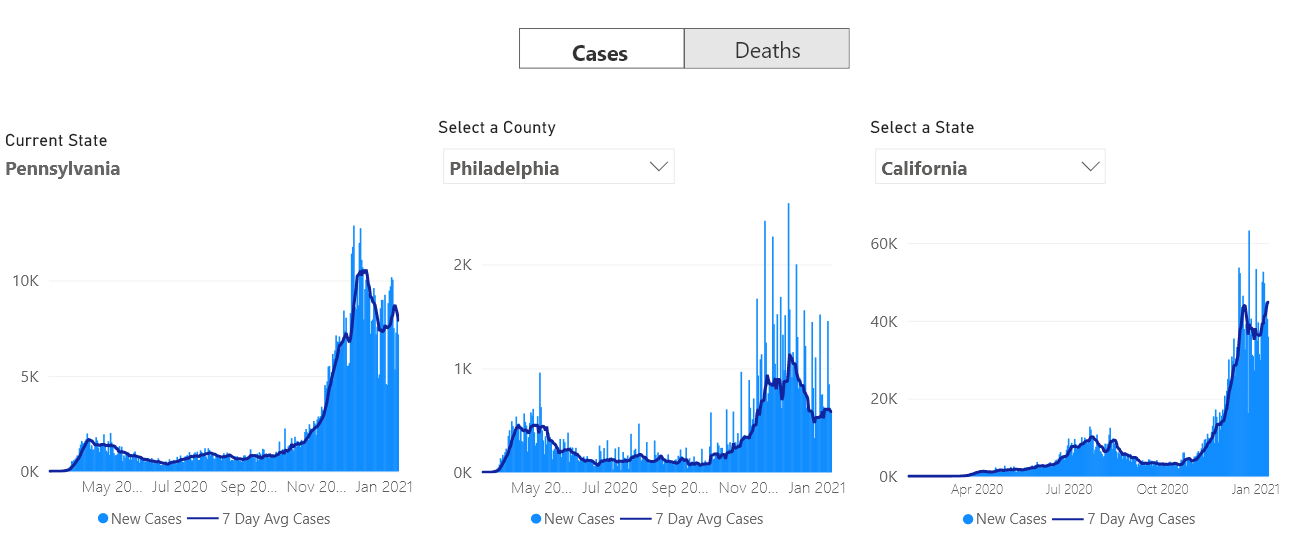 Cases
Deaths
Current State
Pennsylvania
10K
5K
0K
May 20... Jul 2020 Sep 20... Nov 20... Jan 2021
New Cases 7 Day Avg Cases
Select a County
Philadelphia
2K
1K
0K
May 20... Jul 2020 Sep 20... Nov 20... Jan 2021
New Cases 7 Day Avg Cases
Select a State
California
60K
40K
20K
0K
Apr 2020 Jul 2020 Oct 2020 Jan 2021
New Cases 7 Day Avg Cases